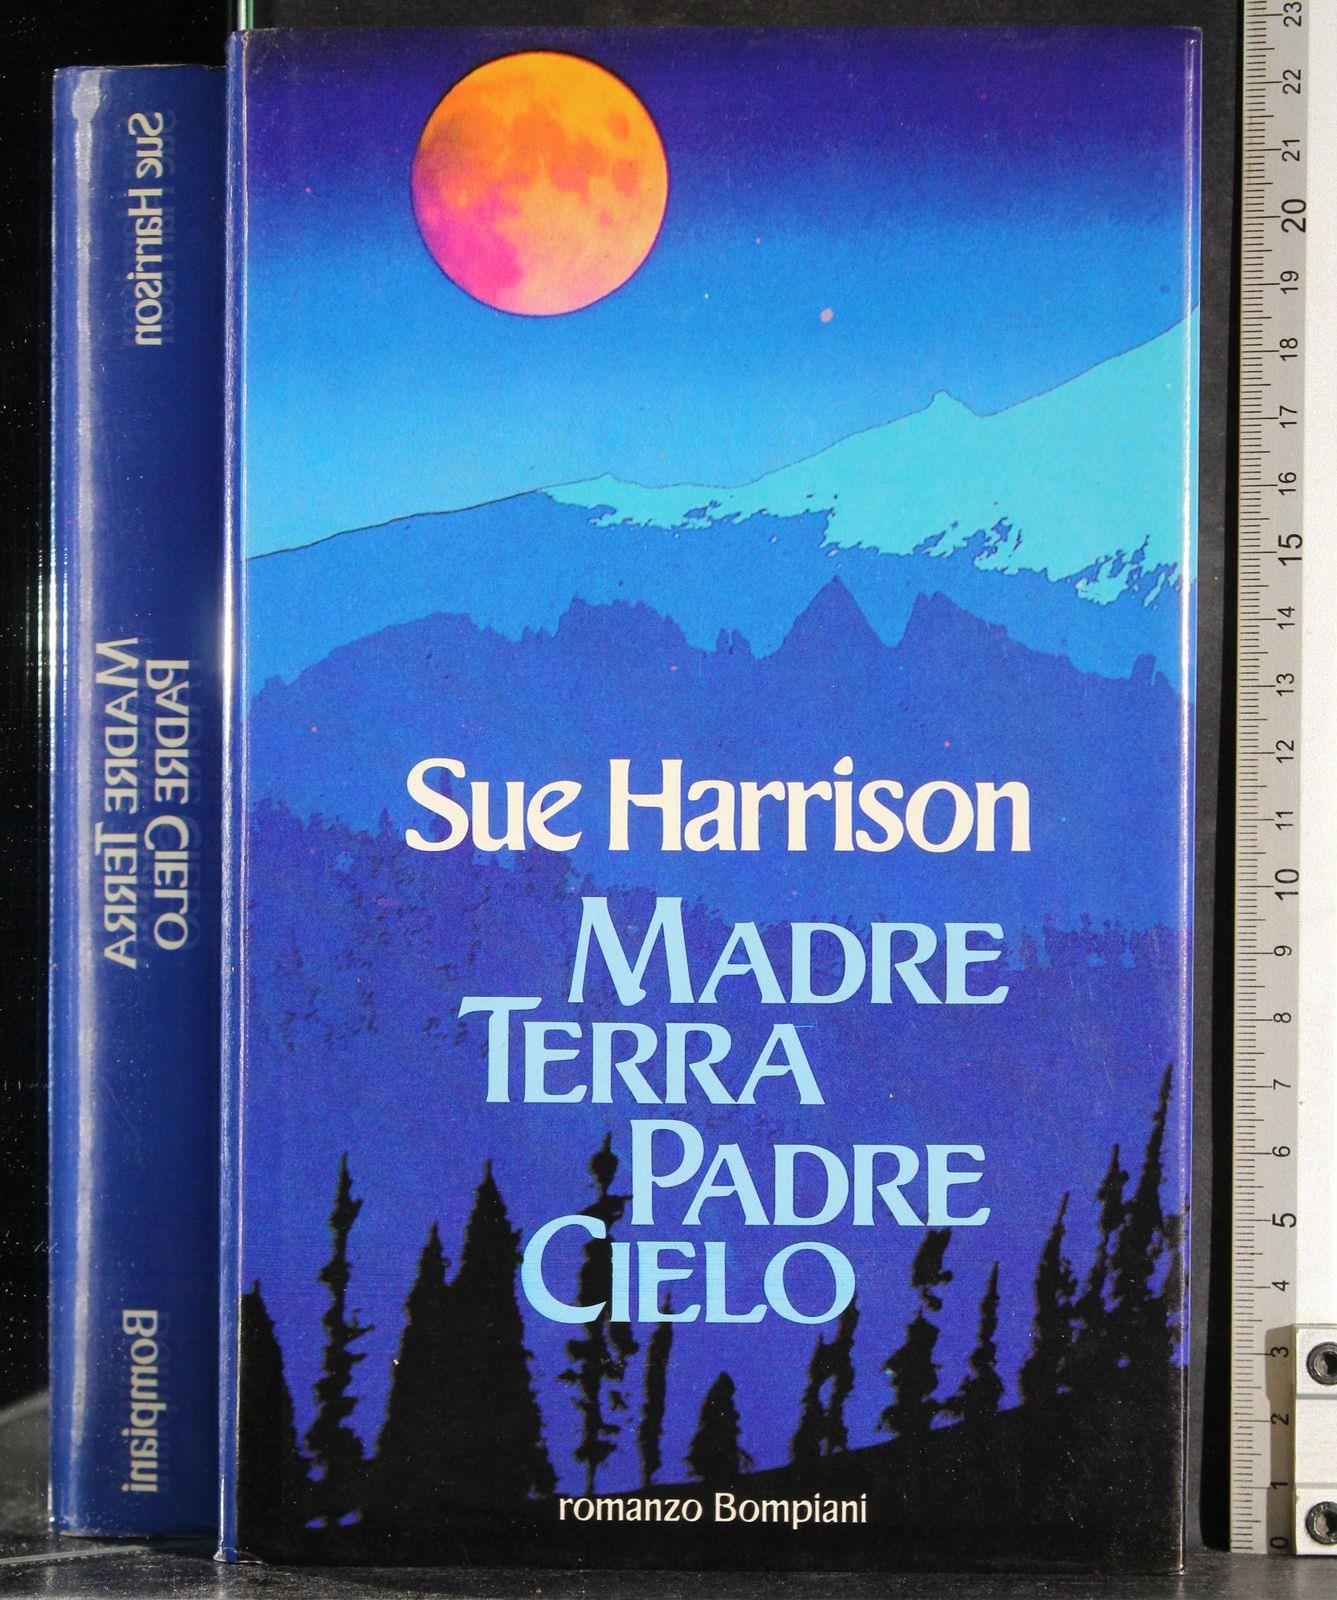 Sue Harrison
MADRE TERRA
PADRE CIELO
Bompiani
Sue Harrison
MADRE
TERRA
PADRE
CIELO
romanzo Bompiani
23
22
21
20
19
18
17
16
15
14
13
12
11
10
9
8
7
6
5
4
3
2
1
0